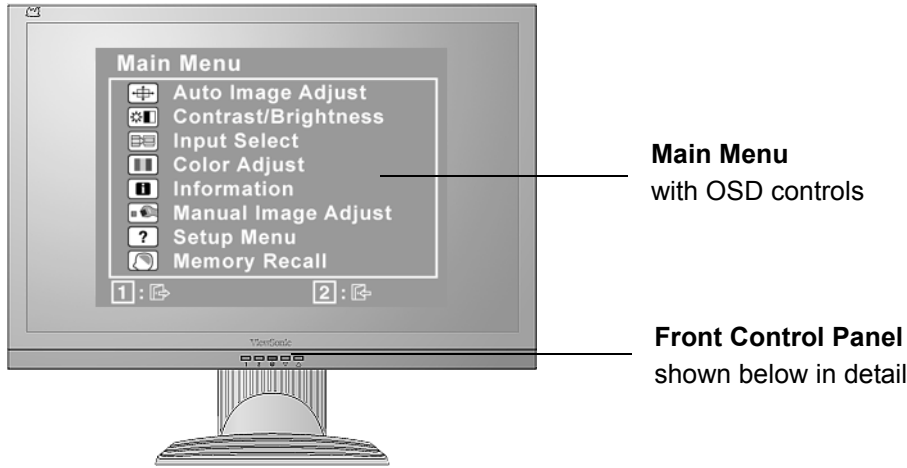 Main Menu
Auto Image Adjust
Contrast/Brightness
Input Select
Color Adjust
Information
Manual Image Adjust
? Setup Menu
Memory Recall
1 : 2 :
Main Menu
with OSD controls
ViewSonic
Front Control Panel
shown below in detail